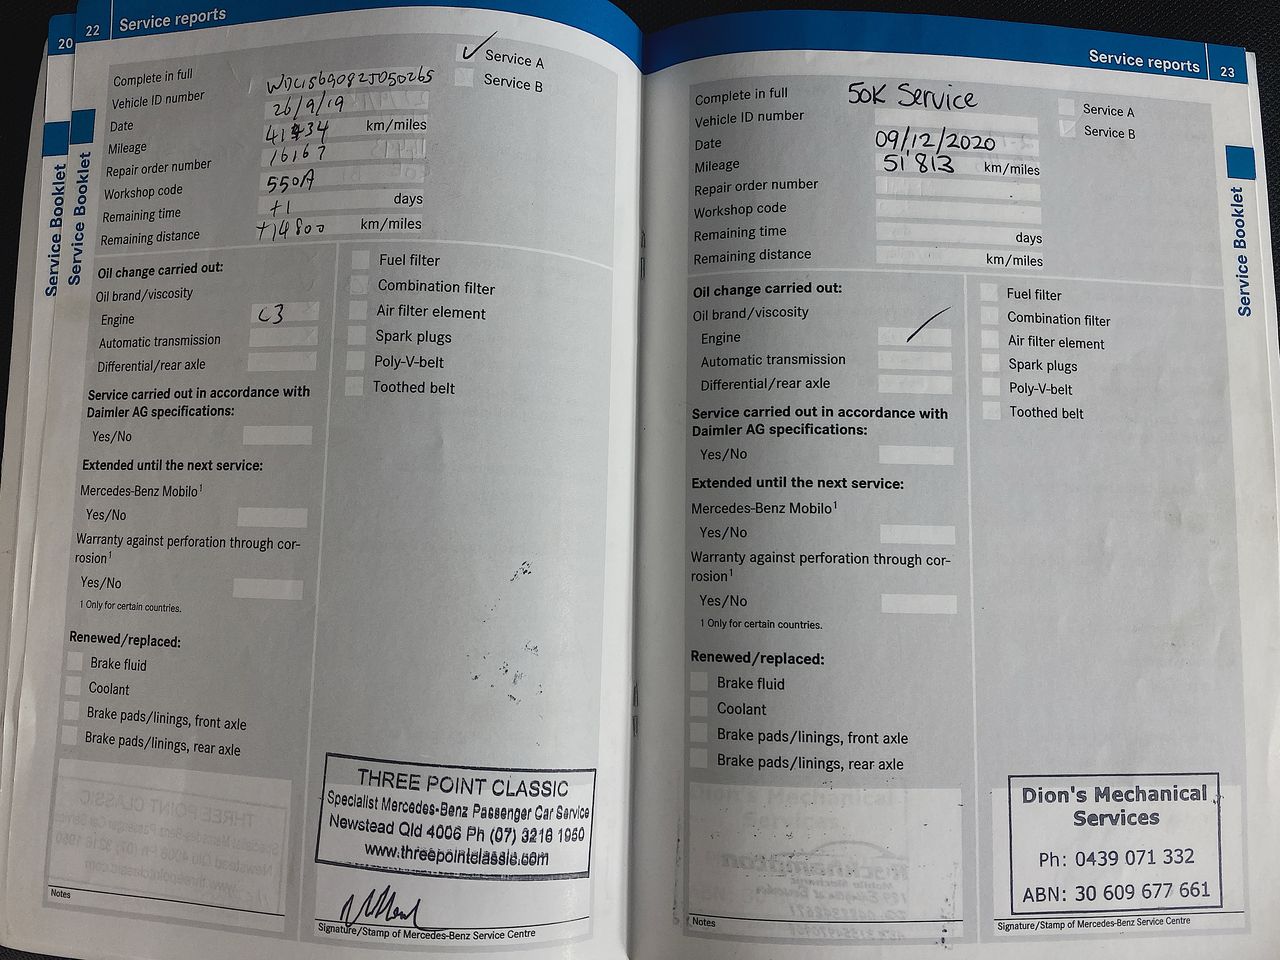 20
22 Service reports
Service Booklet
Service Booklet
Complete in full
✓ Service A
Service B
Vehicle ID number WDC1569082J050265
Date 26/9/19
Mileage 41434 km/miles
Repair order number 16167
Workshop code 550A
Remaining time +1 days
Remaining distance +14800 km/miles
Oil change carried out:
Oil brand/viscosity
Engine C3
Automatic transmission
Differential/rear axle
Fuel filter
Combination filter
Air filter element
Spark plugs
Poly-V-belt
Toothed belt
Service carried out in accordance with
Daimler AG specifications:
Yes/No
Extended until the next service:
Mercedes-Benz Mobilo1
Yes/No
Warranty against perforation through cor-
rosion1
Yes/No
1 Only for certain countries.
Renewed/replaced:
Brake fluid
Coolant
Brake pads/linings, front axle
Brake pads/linings, rear axle
THREE POINT CLASSIC
Specialist Mercedes-Benz Passenger Car Service
Newstead Qld 4006 Ph (07) 3216 1960
www.threepointclassic.com
Notes
Signature/Stamp of Mercedes-Benz Service Centre
Service reports 23
Service Booklet
Complete in full 50K Service
Service A
Service B
Vehicle ID number
Date 09/12/2020
Mileage 51'813 km/miles
Repair order number
Workshop code
Remaining time days
Remaining distance km/miles
Oil change carried out:
Oil brand/viscosity
Engine
Automatic transmission
Differential/rear axle
Fuel filter
Combination filter
Air filter element
Spark plugs
Poly-V-belt
Toothed belt
Service carried out in accordance with
Daimler AG specifications:
Yes/No
Extended until the next service:
Mercedes-Benz Mobilo1
Yes/No
Warranty against perforation through cor-
rosion1
Yes/No
1 Only for certain countries.
Renewed/replaced:
Brake fluid
Coolant
Brake pads/linings, front axle
Brake pads/linings, rear axle
Dion's Mechanical
Services
Ph: 0439 071 332
ABN: 30 609 677 661
Notes
Signature/Stamp of Mercedes-Benz Service Centre